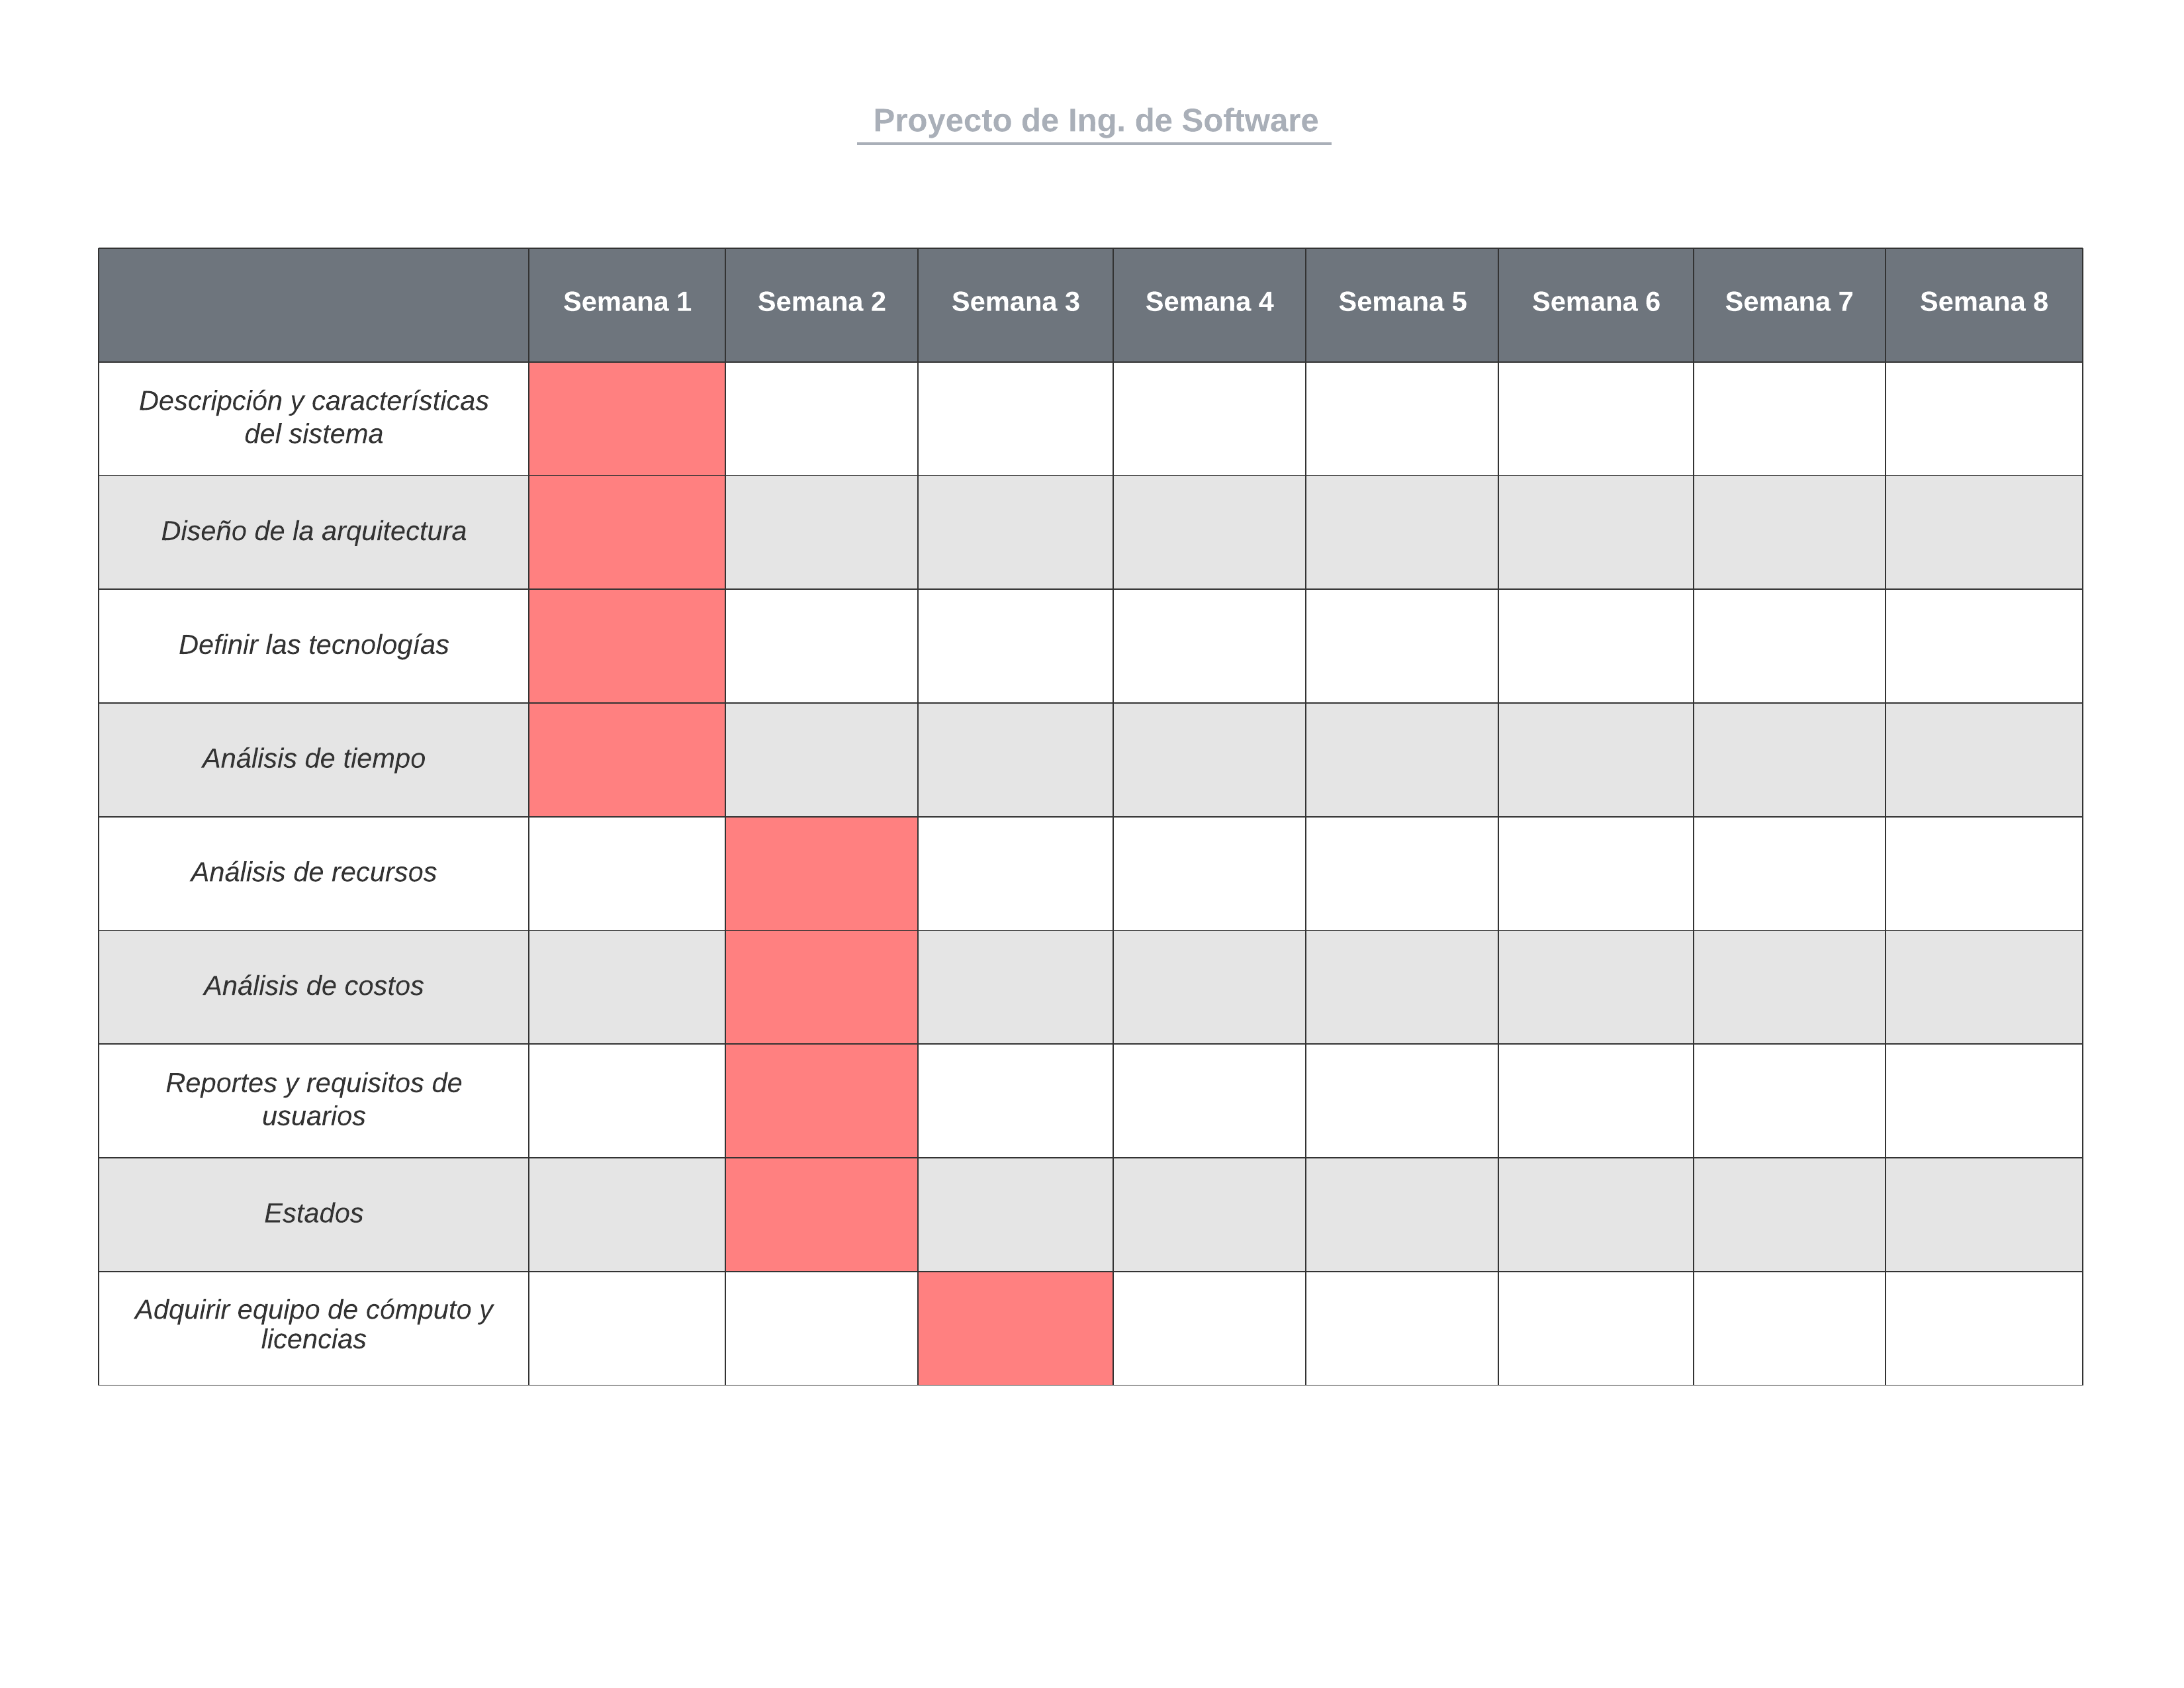 Proyecto de Ing. de Software
Semana 1 Semana 2 Semana 3 Semana 4 Semana 5 Semana 6 Semana 7 Semana 8
Descripción y características
del sistema
Diseño de la arquitectura
Definir las tecnologías
Análisis de tiempo
Análisis de recursos
Análisis de costos
Reportes y requisitos de
usuarios
Estados
Adquirir equipo de cómputo y
licencias